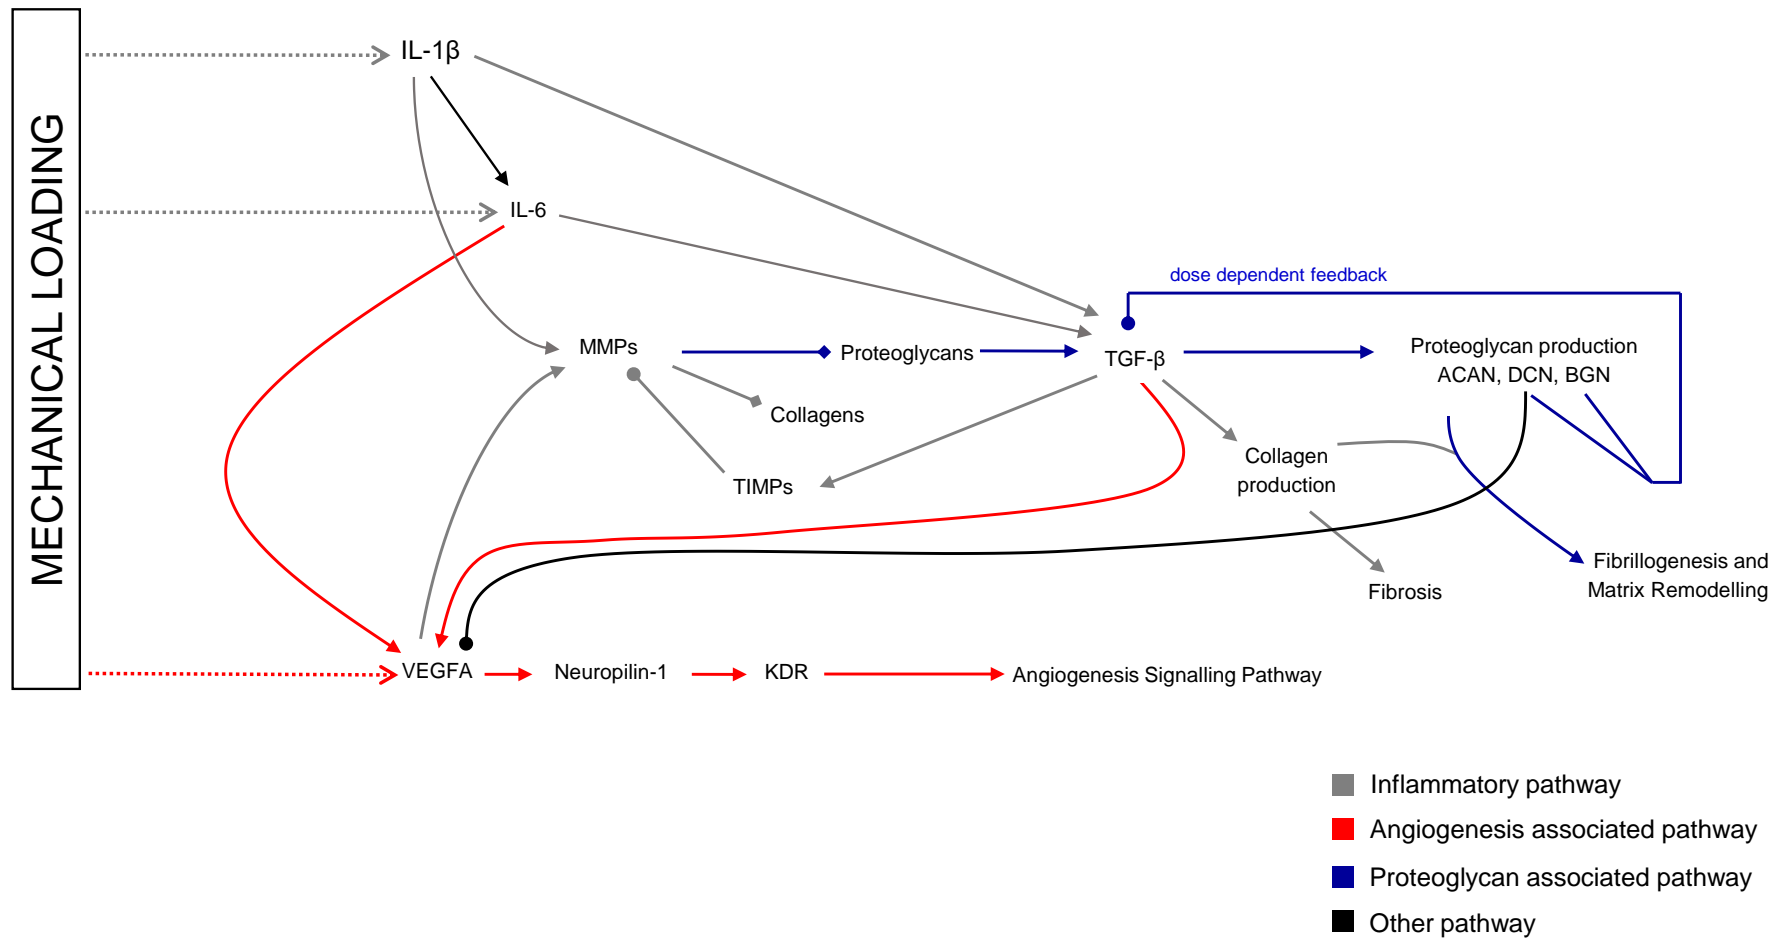 MECHANICAL LOADING
IL-1β
IL-6
dose dependent feedback
MMPs
Proteoglycans
TGF-β
Proteoglycan production
ACAN, DCN, BGN
Collagens
Collagen
production
TIMPs
Fibrillogenesis and
Matrix Remodelling
Fibrosis
VEGFA
Neuropilin-1
KDR
Angiogenesis Signalling Pathway
Inflammatory pathway
Angiogenesis associated pathway
Proteoglycan associated pathway
Other pathway